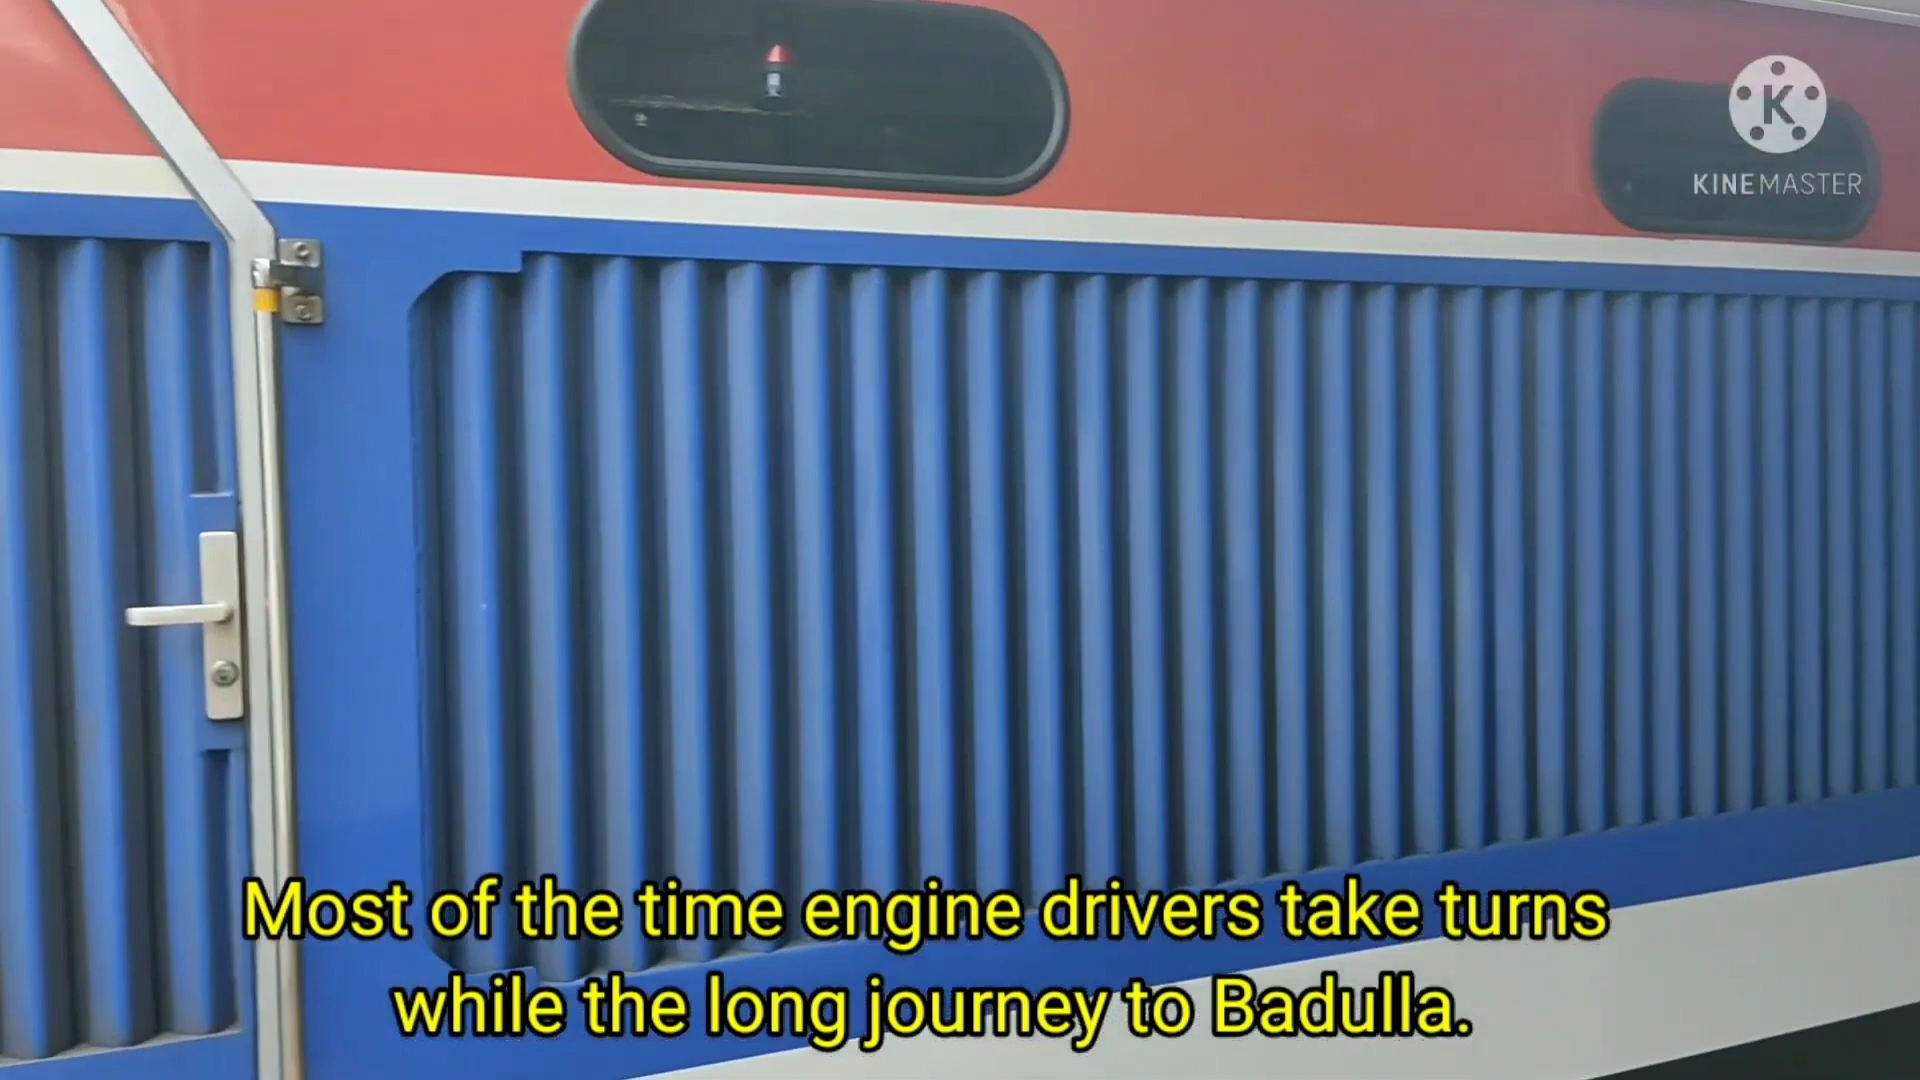 K
KINEMASTER
Most of the time engine drivers take turns
while the long journey to Badulla.